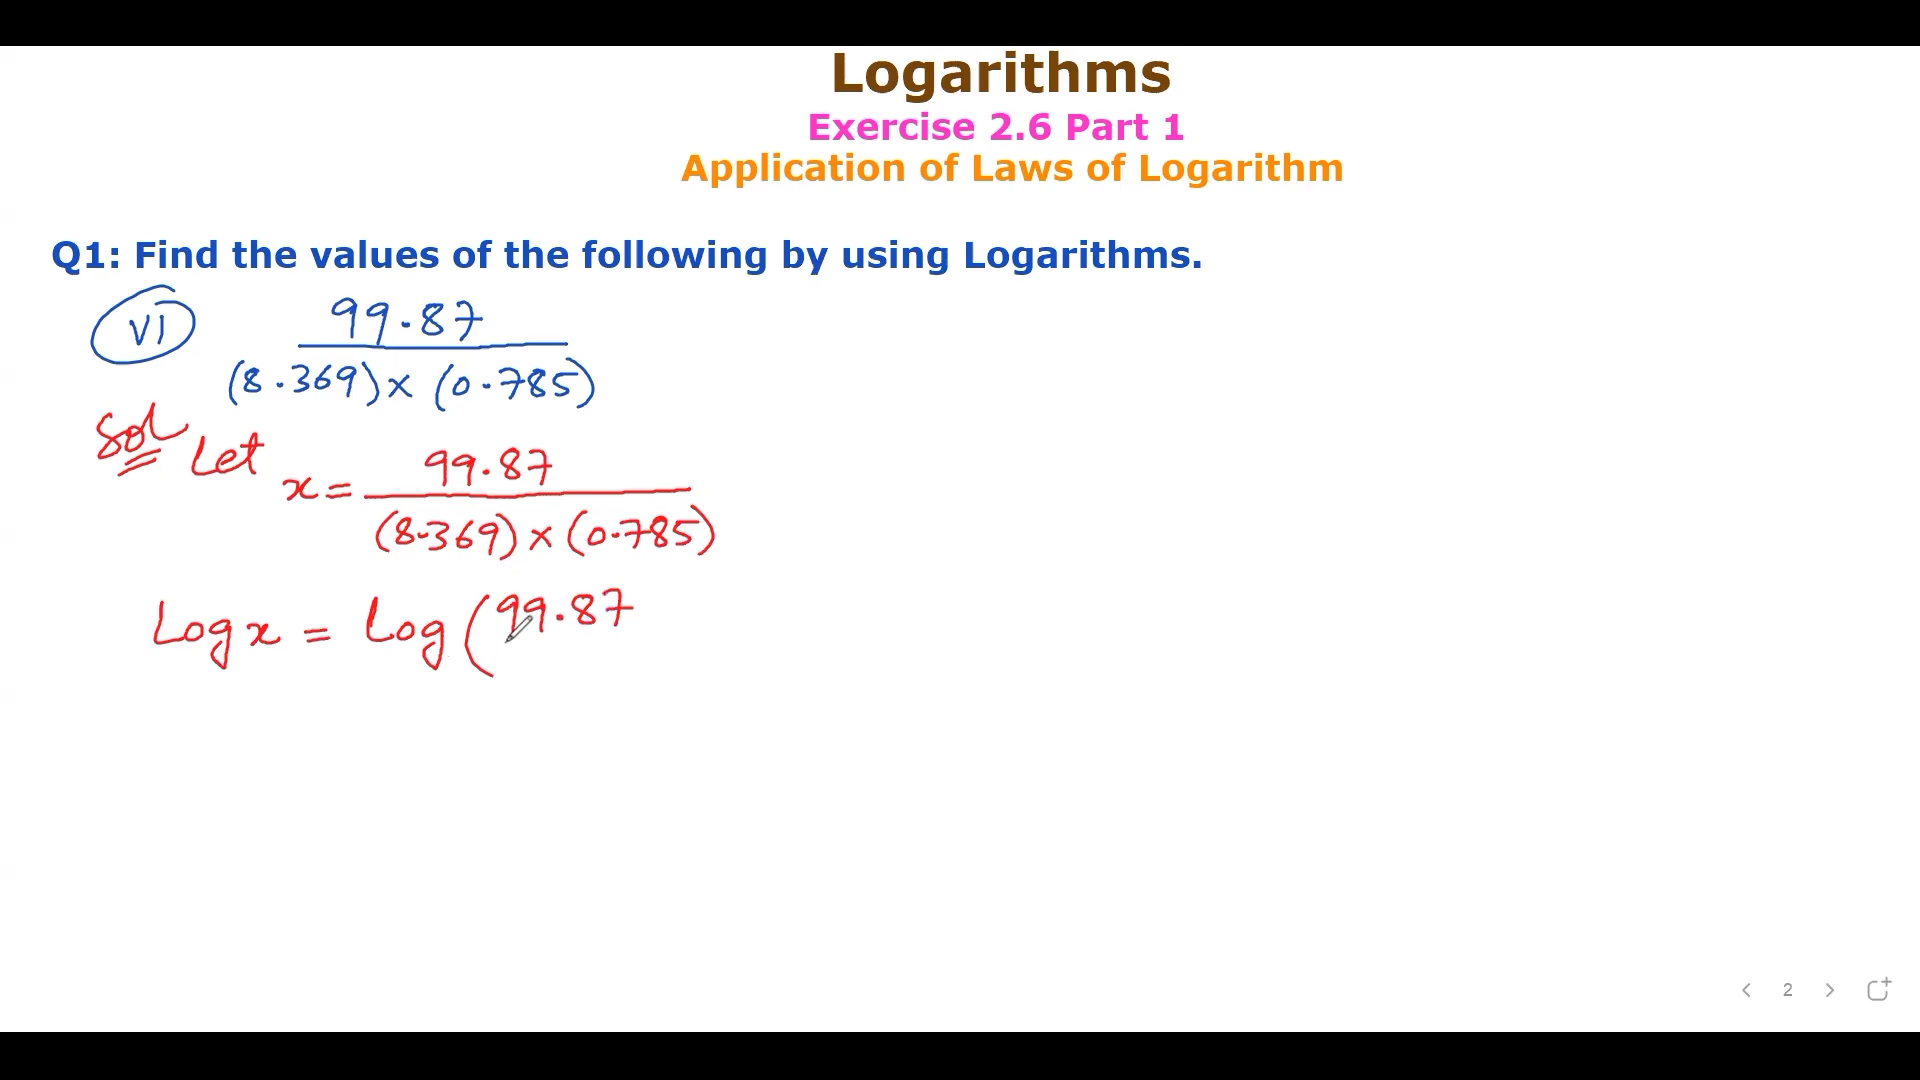 Logarithms
Exercise 2.6 Part 1
Application of Laws of Logarithm
Q1: Find the values of the following by using Logarithms.
VI 99.87
(8.369) × (0.785)
Sol Let x = 99.87
(8.369) × (0.785)
Log x = Log (99.87
2